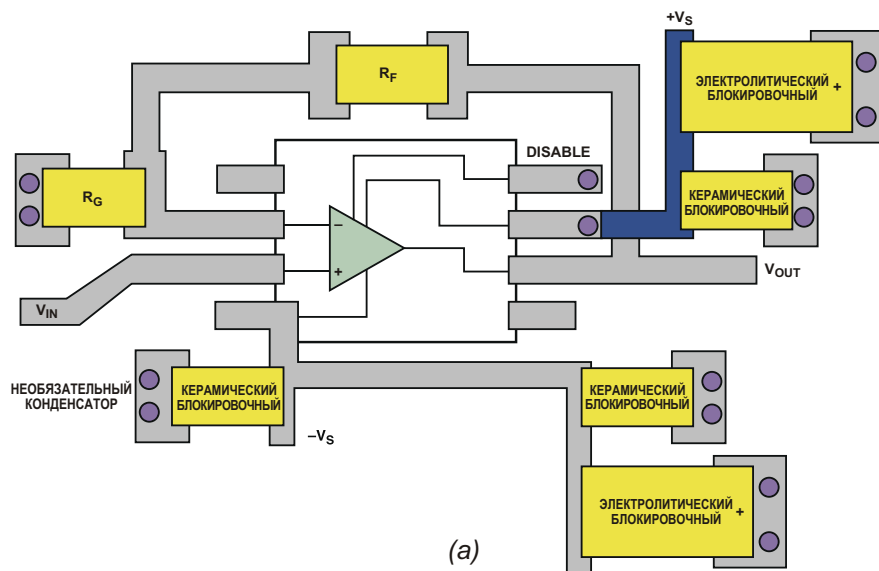 +VS
ЭЛЕКТРОЛИТИЧЕСКИЙ
БЛОКИРОВОЧНЫЙ +
RF
DISABLE
RG
КЕРАМИЧЕСКИЙ
БЛОКИРОВОЧНЫЙ
–
+
VOUT
VIN
НЕОБЯЗАТЕЛЬНЫЙ
КОНДЕНСАТОР
КЕРАМИЧЕСКИЙ
БЛОКИРОВОЧНЫЙ
–VS
КЕРАМИЧЕСКИЙ
БЛОКИРОВОЧНЫЙ
ЭЛЕКТРОЛИТИЧЕСКИЙ
БЛОКИРОВОЧНЫЙ +
(a)